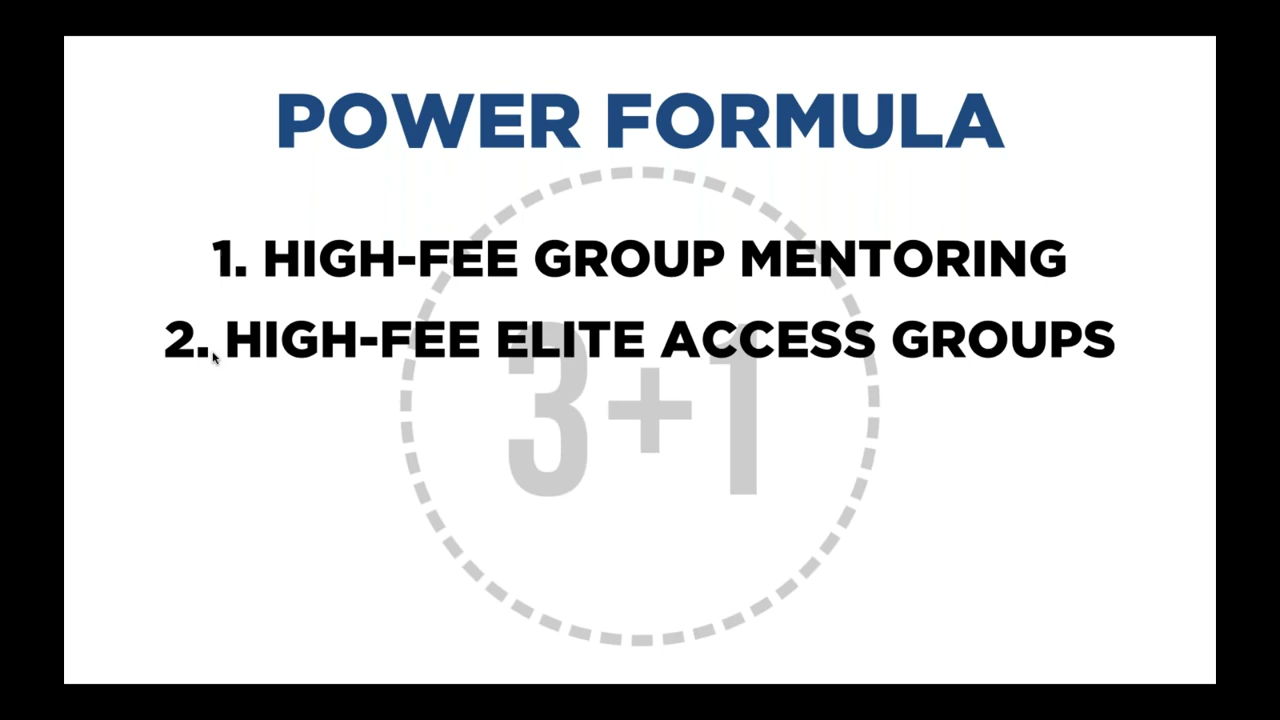 POWER FORMULA
1. HIGH-FEE GROUP MENTORING
2. HIGH-FEE ELITE ACCESS GROUPS
3+1